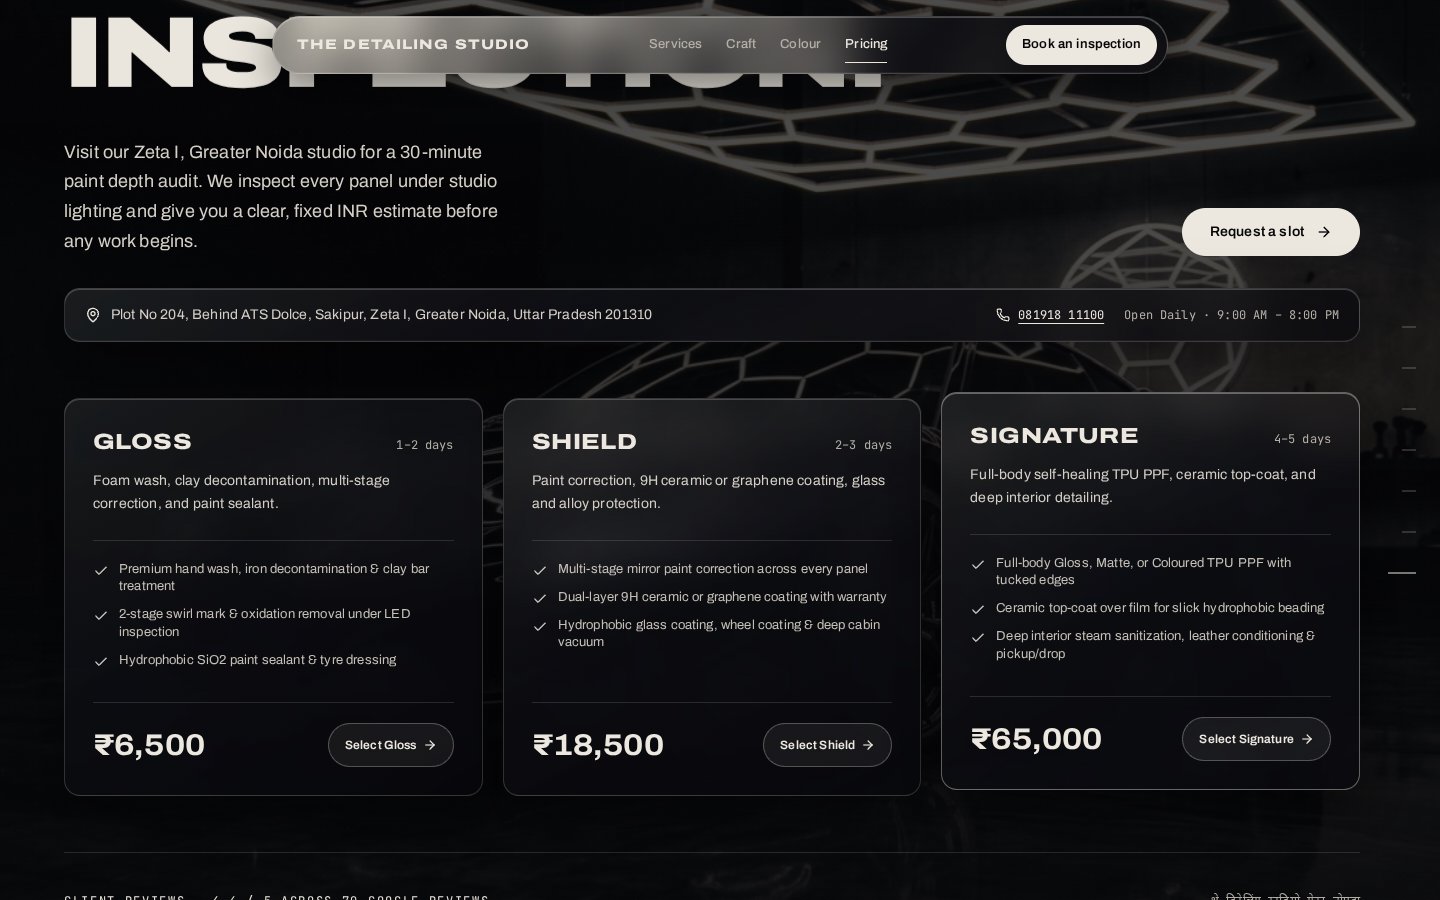 THE DETAILING STUDIO
Services
Craft
Colour
Pricing
Book an inspection
Visit our Zeta I, Greater Noida studio for a 30-minute
paint depth audit. We inspect every panel under studio
lighting and give you a clear, fixed INR estimate before
any work begins.
Request a slot
Plot No 204, Behind ATS Dolce, Sakipur, Zeta I, Greater Noida, Uttar Pradesh 201310
081918 11100
Open Daily · 9:00 AM – 8:00 PM
GLOSS
1–2 days
Foam wash, clay decontamination, multi-stage
correction, and paint sealant.
Premium hand wash, iron decontamination & clay bar
treatment
2-stage swirl mark & oxidation removal under LED
inspection
Hydrophobic SiO2 paint sealant & tyre dressing
₹6,500
Select Gloss
SHIELD
2–3 days
Paint correction, 9H ceramic or graphene coating, glass
and alloy protection.
Multi-stage mirror paint correction across every panel
Dual-layer 9H ceramic or graphene coating with warranty
Hydrophobic glass coating, wheel coating & deep cabin
vacuum
₹18,500
Select Shield
SIGNATURE
4–5 days
Full-body self-healing TPU PPF, ceramic top-coat, and
deep interior detailing.
Full-body Gloss, Matte, or Coloured TPU PPF with
tucked edges
Ceramic top-coat over film for slick hydrophobic beading
Deep interior steam sanitization, leather conditioning &
pickup/drop
₹65,000
Select Signature